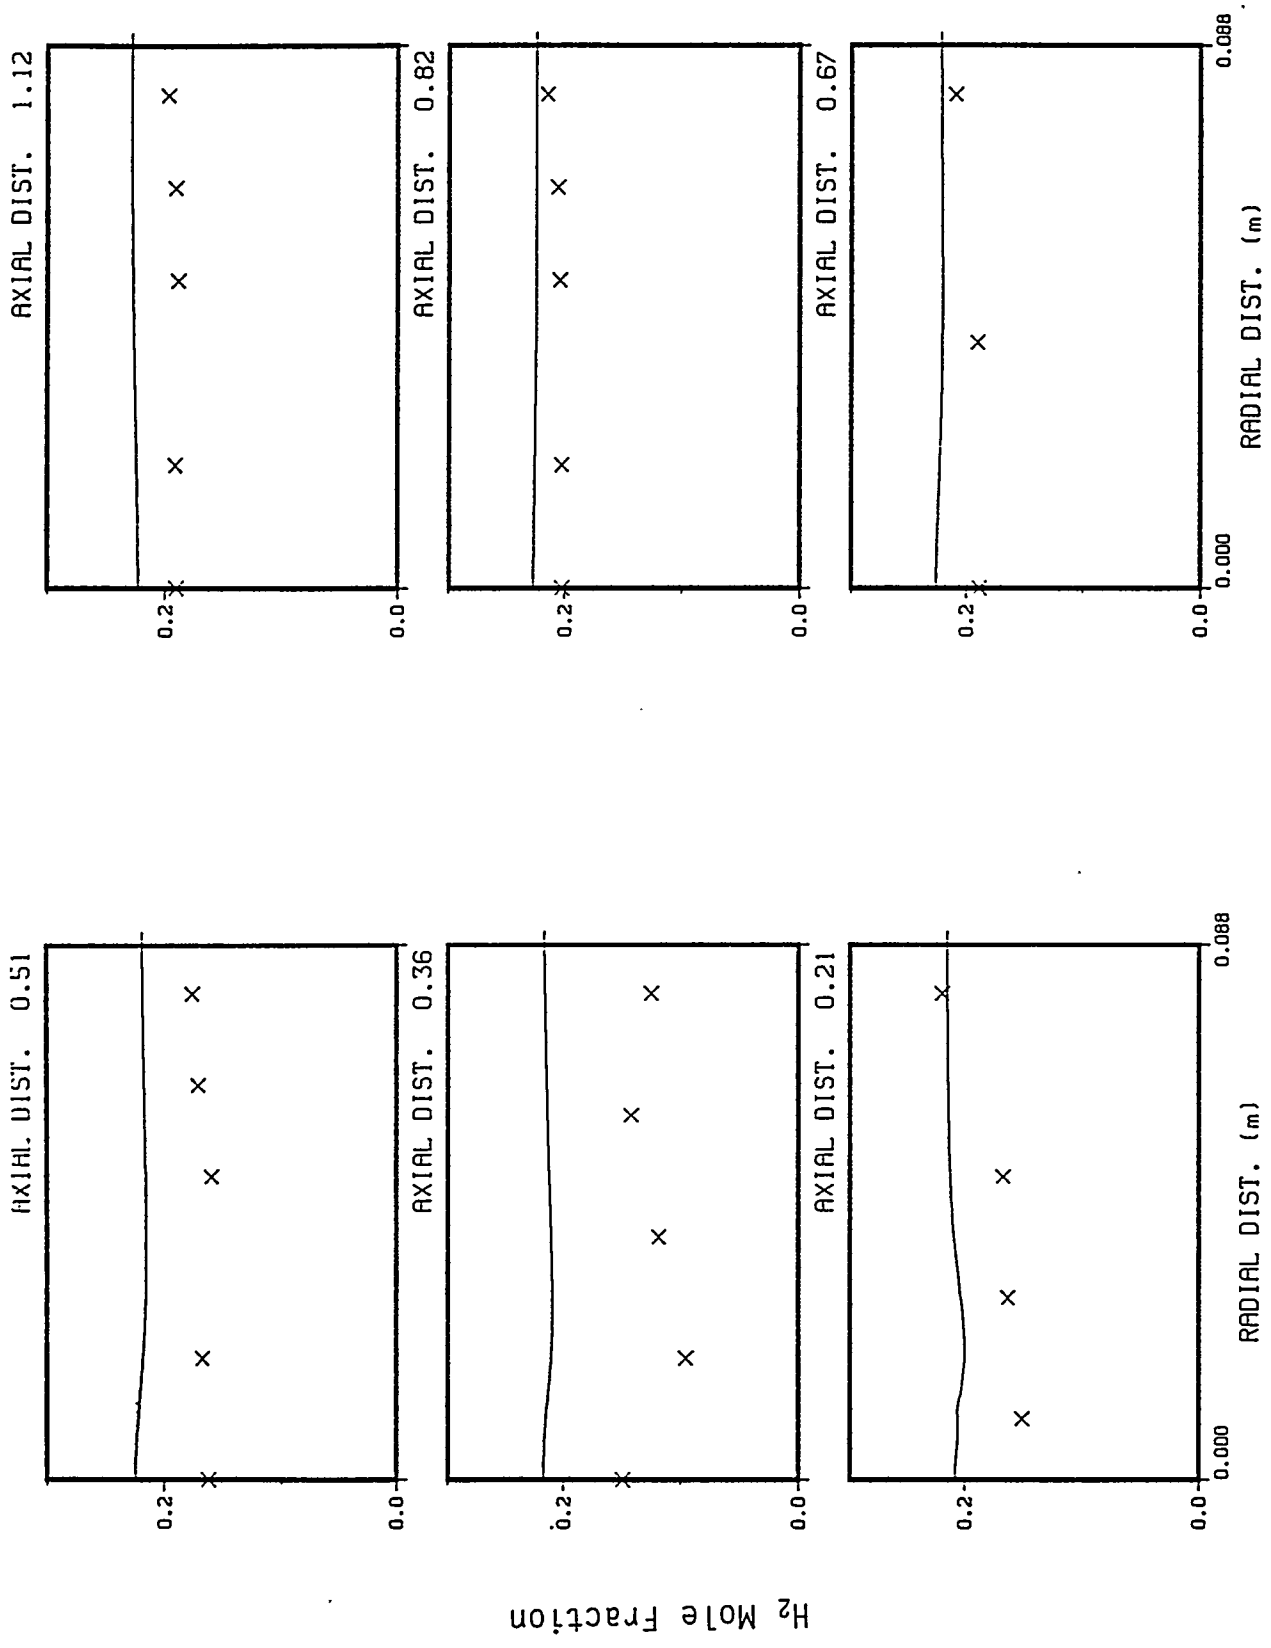 AXIAL DIST. 0.51
0.2
0.0
AXIAL DIST. 0.36
0.2
0.0
AXIAL DIST. 0.21
0.2
0.0
0.000
0.088
RADIAL DIST. (m)
AXIAL DIST. 1.12
0.2
0.0
AXIAL DIST. 0.82
0.2
0.0
AXIAL DIST. 0.67
0.2
0.0
0.000
0.088
RADIAL DIST. (m)
H₂ Mole Fraction